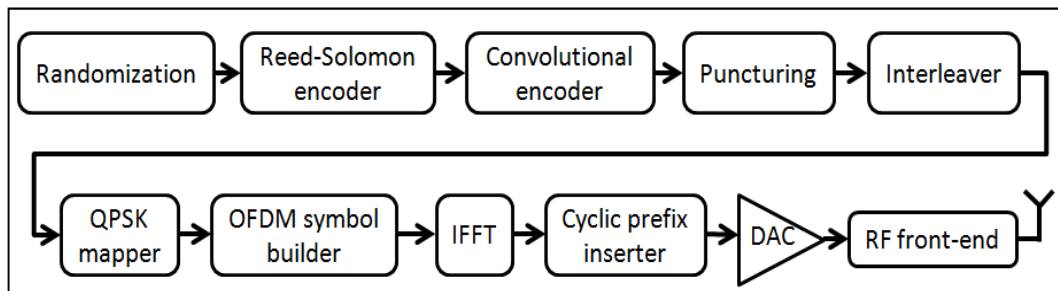 Randomization
Reed-Solomon
encoder
Convolutional
encoder
Puncturing
Interleaver
QPSK
mapper
OFDM symbol
builder
IFFT
Cyclic prefix
inserter
DAC
RF front-end